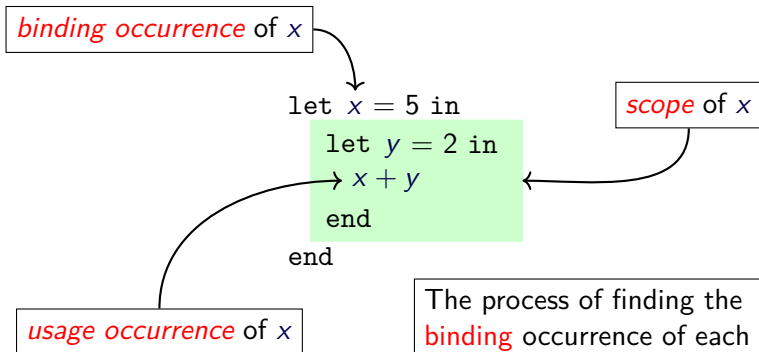 binding occurrence of x
let x = 5 in
scope of x
let y = 2 in
x + y
end
end
The process of finding the
usage occurrence of x
binding occurrence of each